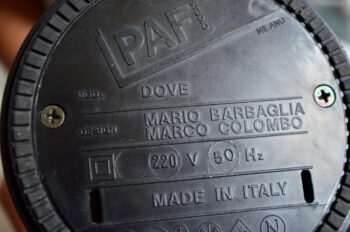 PAF
MILANO
MOD. DOVE
DESIGN MARIO BARBAGLIA
MARCO COLOMBO
220 V 50 Hz
MADE IN ITALY